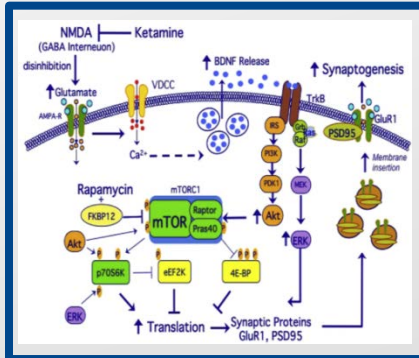 NMDA Ketamine
(GABA Interneuon)
disinhibition
Glutamate
AMPA-R
VDCC
Ca²⁺
BDNF Release
TrkB
Synaptogenesis
GluR1
PSD95
Membrane
insertion
IRS
PI3K
PDK1
Akt
Grb
Ras
Raf
MEK
ERK
Rapamycin
+
FKBP12
mTORC1
mTOR
Raptor
Pras40
Akt
p70S6K
eEF2K
4E-BP
ERK
P
P
P
P
P
P
Translation
Synaptic Proteins
GluR1, PSD95